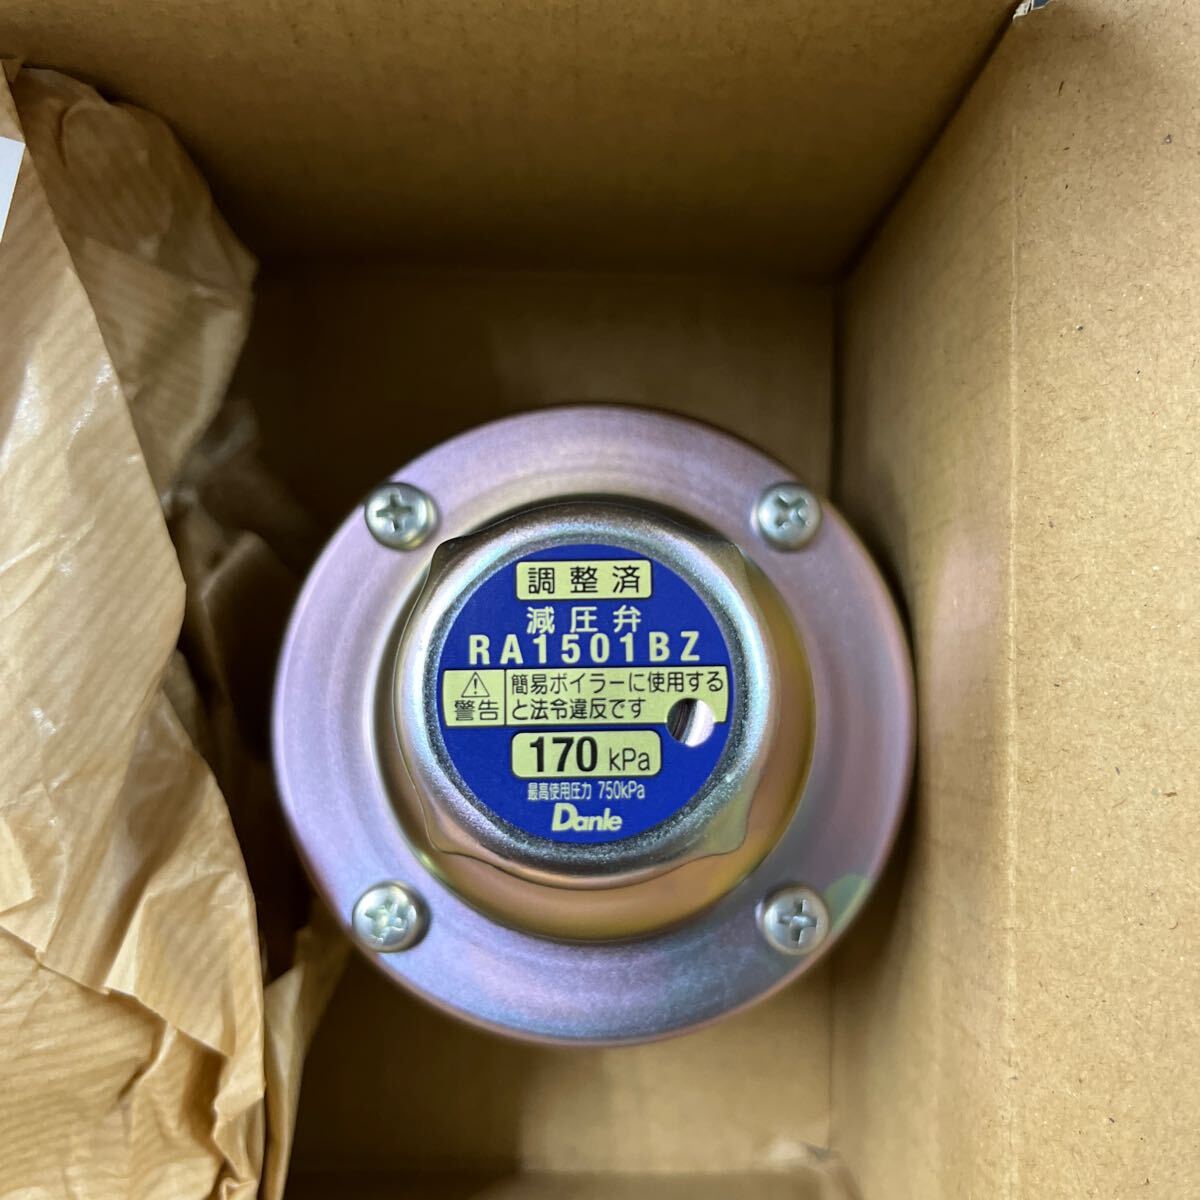 調整済
減圧弁
RA1501BZ
警告
簡易ボイラーに使用する
と法令違反です
170 kPa
最高使用圧力 750kPa
Danle